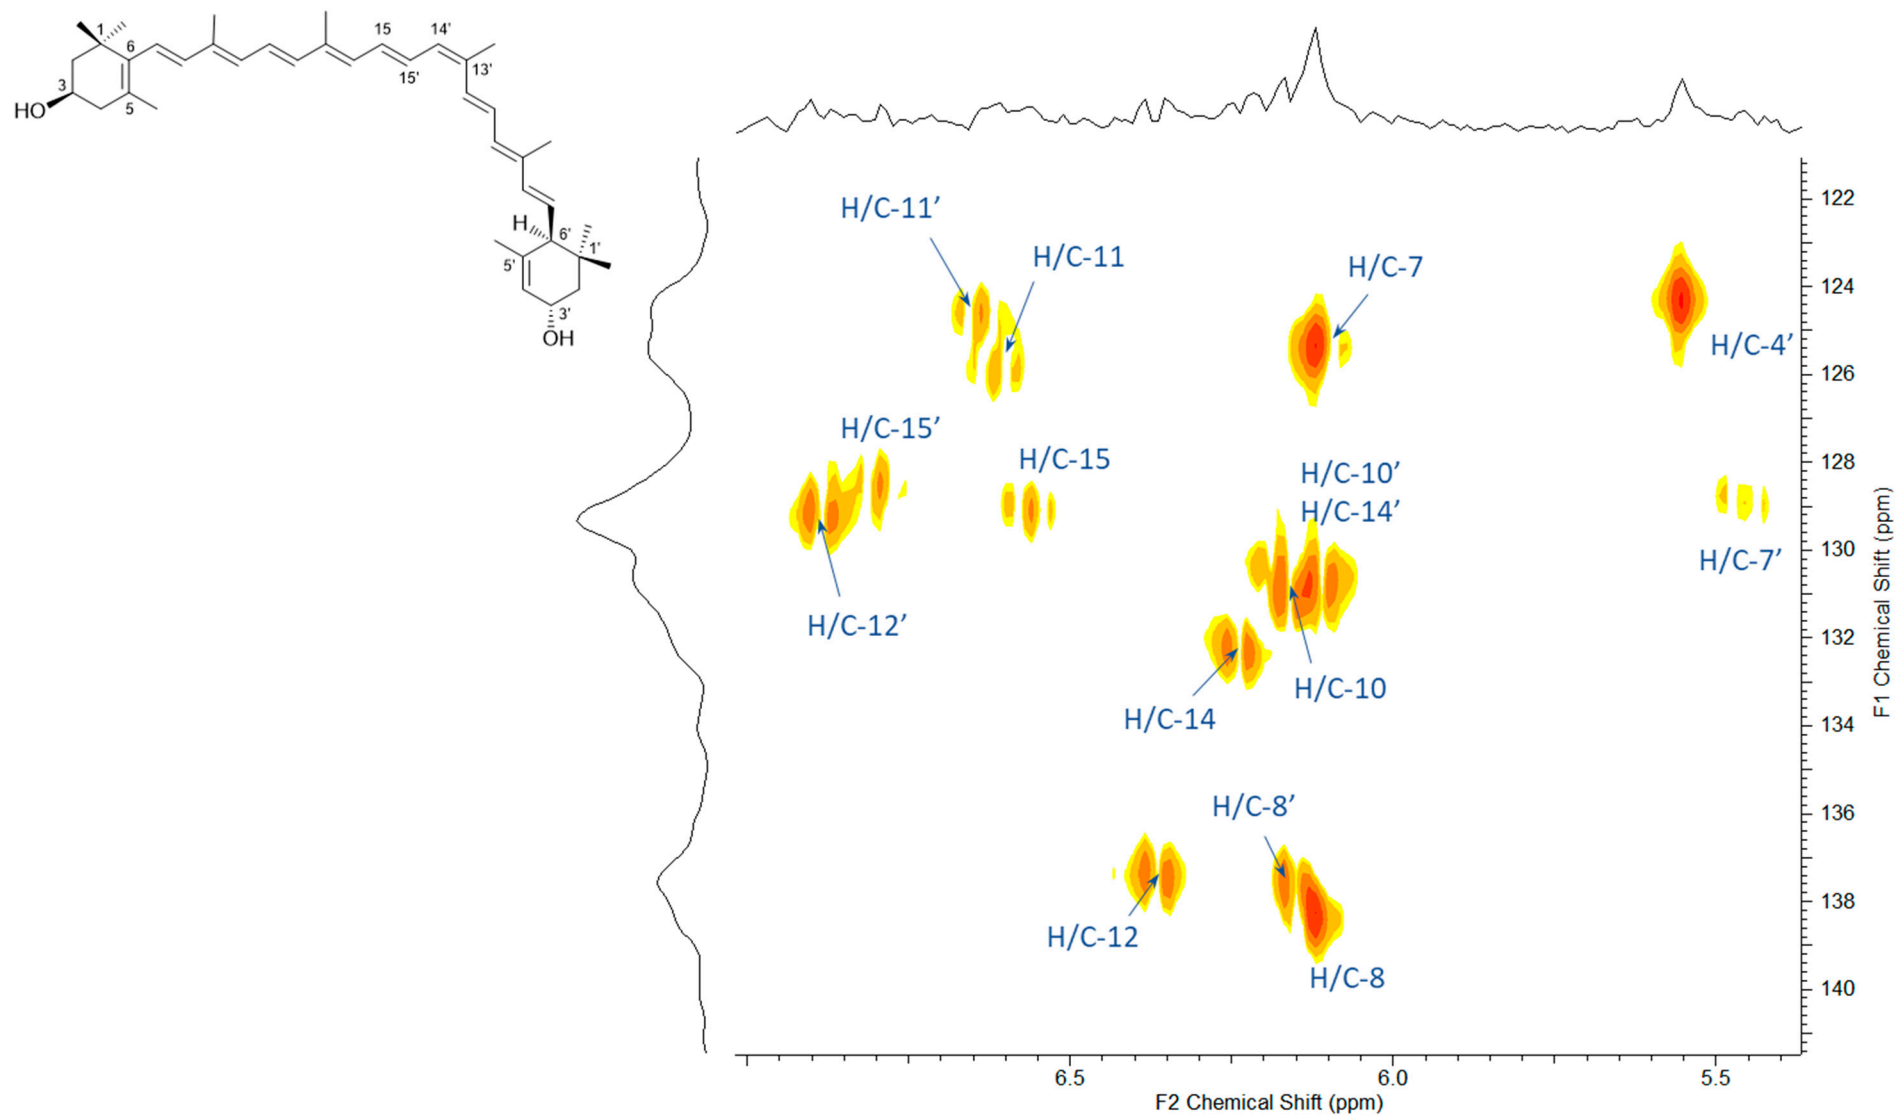 1
6
15
14'
15'
13'
3
5
HO
H
6'
1'
5'
3'
OH
H/C-11’
H/C-11
H/C-7
H/C-4’
H/C-15’
H/C-15
H/C-10’
H/C-14’
H/C-7’
H/C-12’
H/C-10
H/C-14
H/C-8’
H/C-12
H/C-8
122
124
126
128
130
132
134
136
138
140
F1 Chemical Shift (ppm)
6.5
6.0
5.5
F2 Chemical Shift (ppm)